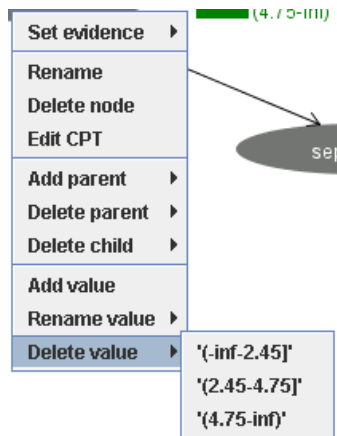 (4.75-inf)
Set evidence
Rename
Delete node
Edit CPT
sep
Add parent
Delete parent
Delete child
Add value
Rename value
Delete value
'(-inf-2.45]'
'(2.45-4.75]'
'(4.75-inf)'